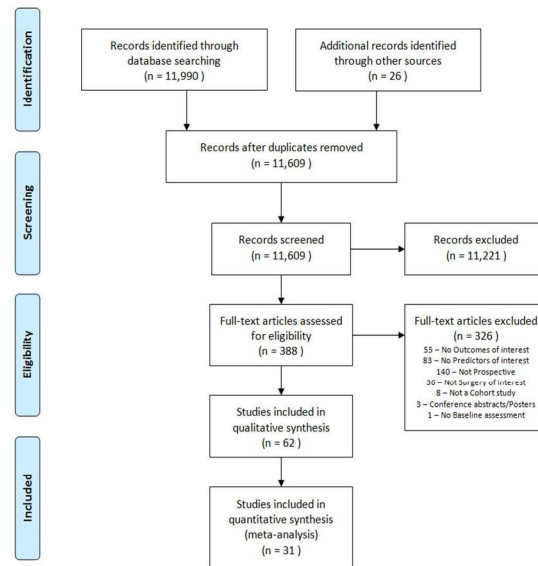 Identification
Records identified through
database searching
(n = 11,990 )
Additional records identified
through other sources
(n = 26 )
Records after duplicates removed
(n = 11,609 )
Screening
Records screened
(n = 11,609 )
Records excluded
(n = 11,221 )
Eligibility
Full-text articles assessed
for eligibility
(n = 388 )
Full-text articles excluded
(n = 326 )
55 – No Outcomes of interest
83 – No Predictors of interest
140 – Not Prospective
36 – Not Surgery of interest
8 – Not a Cohort study
3 – Conference abstracts/Posters
1 – No Baseline assessment
Studies included in
qualitative synthesis
(n = 62 )
Included
Studies included in
quantitative synthesis
(meta-analysis)
(n = 31 )